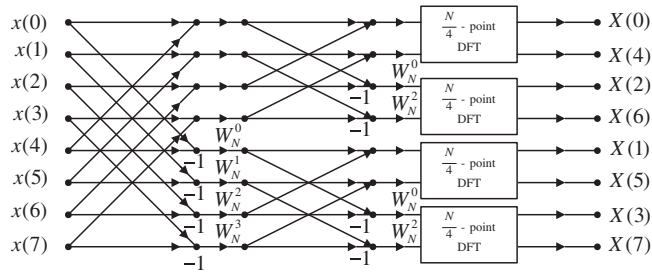 x(0)
x(1)
x(2)
x(3)
x(4)
x(5)
x(6)
x(7)
W_N^0
-1
W_N^1
-1
W_N^2
-1
W_N^3
-1
W_N^0
-1
W_N^2
-1
W_N^0
-1
W_N^2
-1
N/4 - point
DFT
N/4 - point
DFT
N/4 - point
DFT
N/4 - point
DFT
X(0)
X(4)
X(2)
X(6)
X(1)
X(5)
X(3)
X(7)